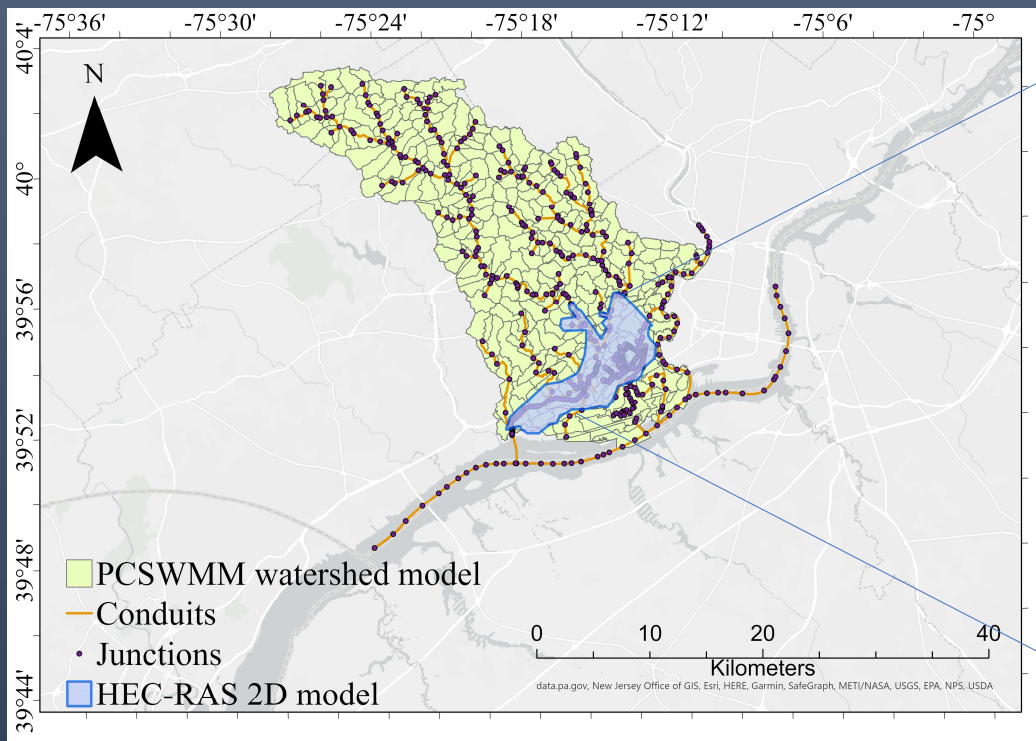 -75°36' -75°30' -75°24' -75°18' -75°12' -75°6' -75°
40°4'
N
40°
39°56'
39°52'
39°48'
39°44'
PCSWMM watershed model
Conduits
Junctions
HEC-RAS 2D model
0 10 20 40
Kilometers
data.pa.gov, New Jersey Office of GIS, Esri, HERE, Garmin, SafeGraph, METI/NASA, USGS, EPA, NPS, USDA